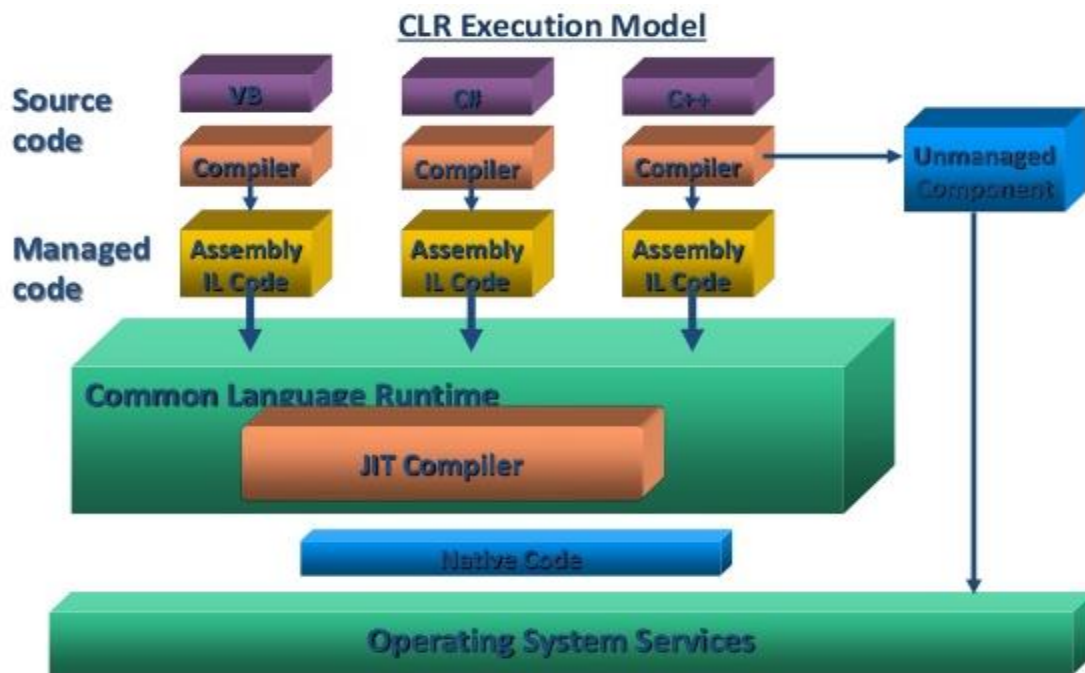 CLR Execution Model
Source
code
VB
C#
C++
Compiler
Compiler
Compiler
Unmanaged
Component
Managed
code
Assembly
IL Code
Assembly
IL Code
Assembly
IL Code
Common Language Runtime
JIT Compiler
Native Code
Operating System Services